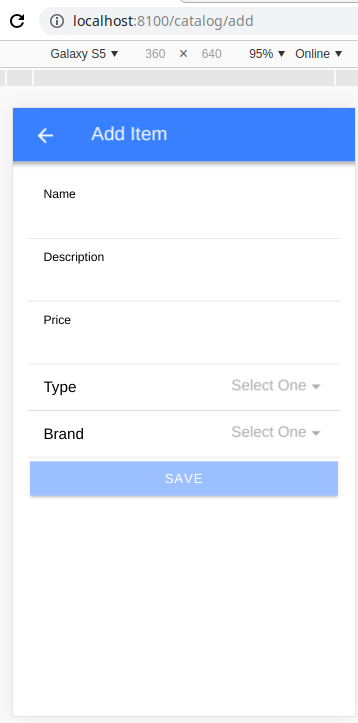 localhost:8100/catalog/add
Galaxy S5 ▼ 360 × 640 95% ▼ Online ▼
Add Item
Name
Description
Price
Type Select One
Brand Select One
SAVE